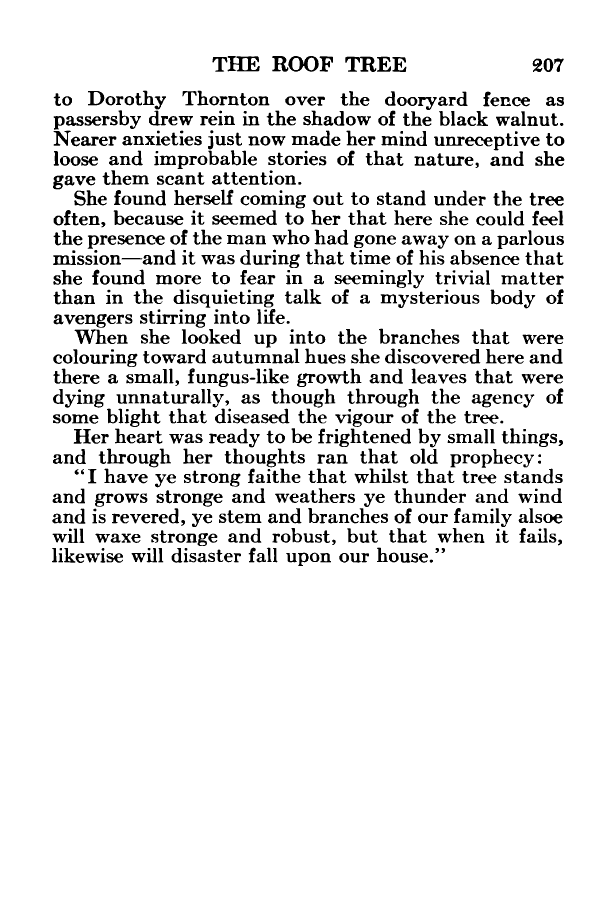 THE ROOF TREE 207
to Dorothy Thornton over the dooryard fence as
passersby drew rein in the shadow of the black walnut.
Nearer anxieties just now made her mind unreceptive to
loose and improbable stories of that nature, and she
gave them scant attention.
She found herself coming out to stand under the tree
often, because it seemed to her that here she could feel
the presence of the man who had gone away on a parlous
mission—and it was during that time of his absence that
she found more to fear in a seemingly trivial matter
than in the disquieting talk of a mysterious body of
avengers stirring into life.
When she looked up into the branches that were
colouring toward autumnal hues she discovered here and
there a small, fungus-like growth and leaves that were
dying unnaturally, as though through the agency of
some blight that diseased the vigour of the tree.
Her heart was ready to be frightened by small things,
and through her thoughts ran that old prophecy:
“I have ye strong faithe that whilst that tree stands
and grows stronge and weathers ye thunder and wind
and is revered, ye stem and branches of our family alsoe
will waxe stronge and robust, but that when it fails,
likewise will disaster fall upon our house.”